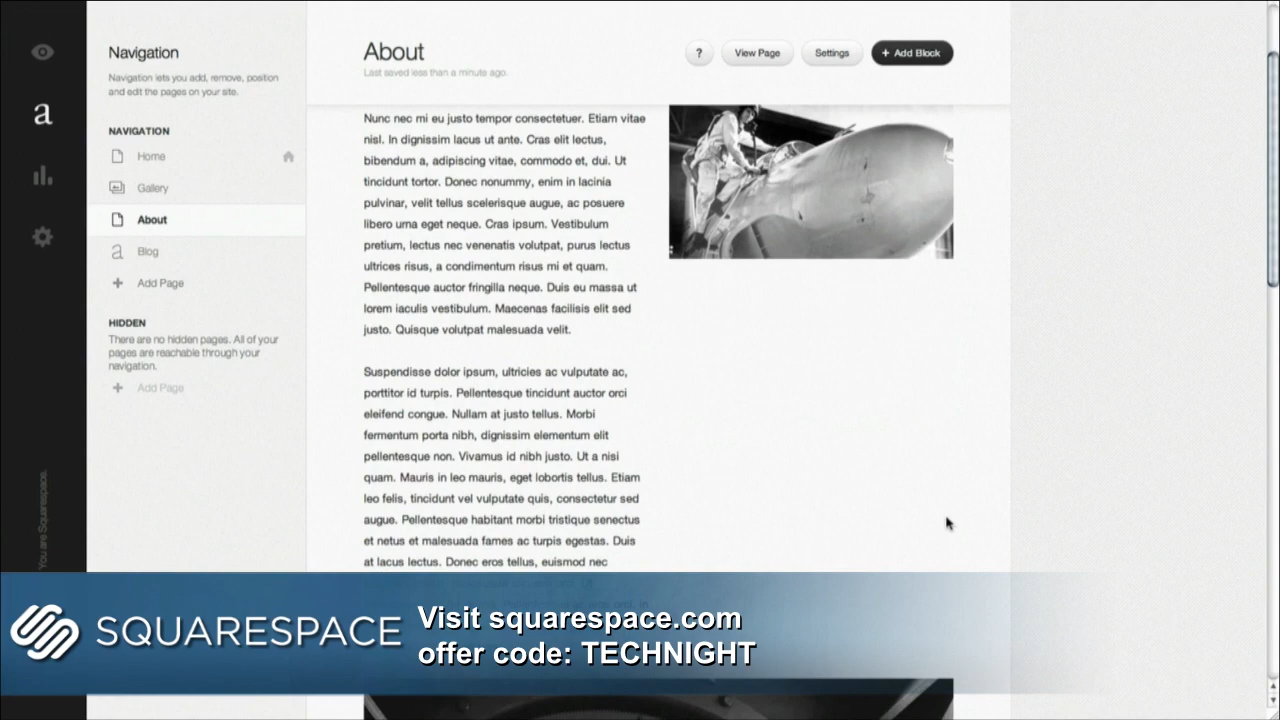 Navigation
Navigation lets you add, remove, position
and edit the pages on your site.
NAVIGATION
Home
Gallery
About
Blog
Add Page
HIDDEN
There are no hidden pages. All of your
pages are reachable through your
navigation.
Add Page
You are Squarespace.
a
About
Last saved less than a minute ago.
?
View Page
Settings
+ Add Block
Nunc nec mi eu justo tempor consectetuer. Etiam vitae
nisl. In dignissim lacus ut ante. Cras elit lectus,
bibendum a, adipiscing vitae, commodo et, dui. Ut
tincidunt tortor. Donec nonummy, enim in lacinia
pulvinar, velit tellus scelerisque augue, ac posuere
libero urna eget neque. Cras ipsum. Vestibulum
pretium, lectus nec venenatis volutpat, purus lectus
ultrices risus, a condimentum risus mi et quam.
Pellentesque auctor fringilla neque. Duis eu massa ut
lorem iaculis vestibulum. Maecenas facilisis elit sed
justo. Quisque volutpat malesuada velit.
Suspendisse dolor ipsum, ultricies ac vulputate ac,
porttitor id turpis. Pellentesque tincidunt auctor orci
eleifend congue. Nullam at justo tellus. Morbi
fermentum porta nibh, dignissim elementum elit
pellentesque non. Vivamus id nibh justo. Ut a nisi
quam. Mauris in leo mauris, eget lobortis tellus. Etiam
leo felis, tincidunt vel vulputate quis, consectetur sed
augue. Pellentesque habitant morbi tristique senectus
et netus et malesuada fames ac turpis egestas. Duis
at lacus lectus. Donec eros tellus, euismod nec
SQUARESPACE
Visit squarespace.com
offer code: TECHNIGHT